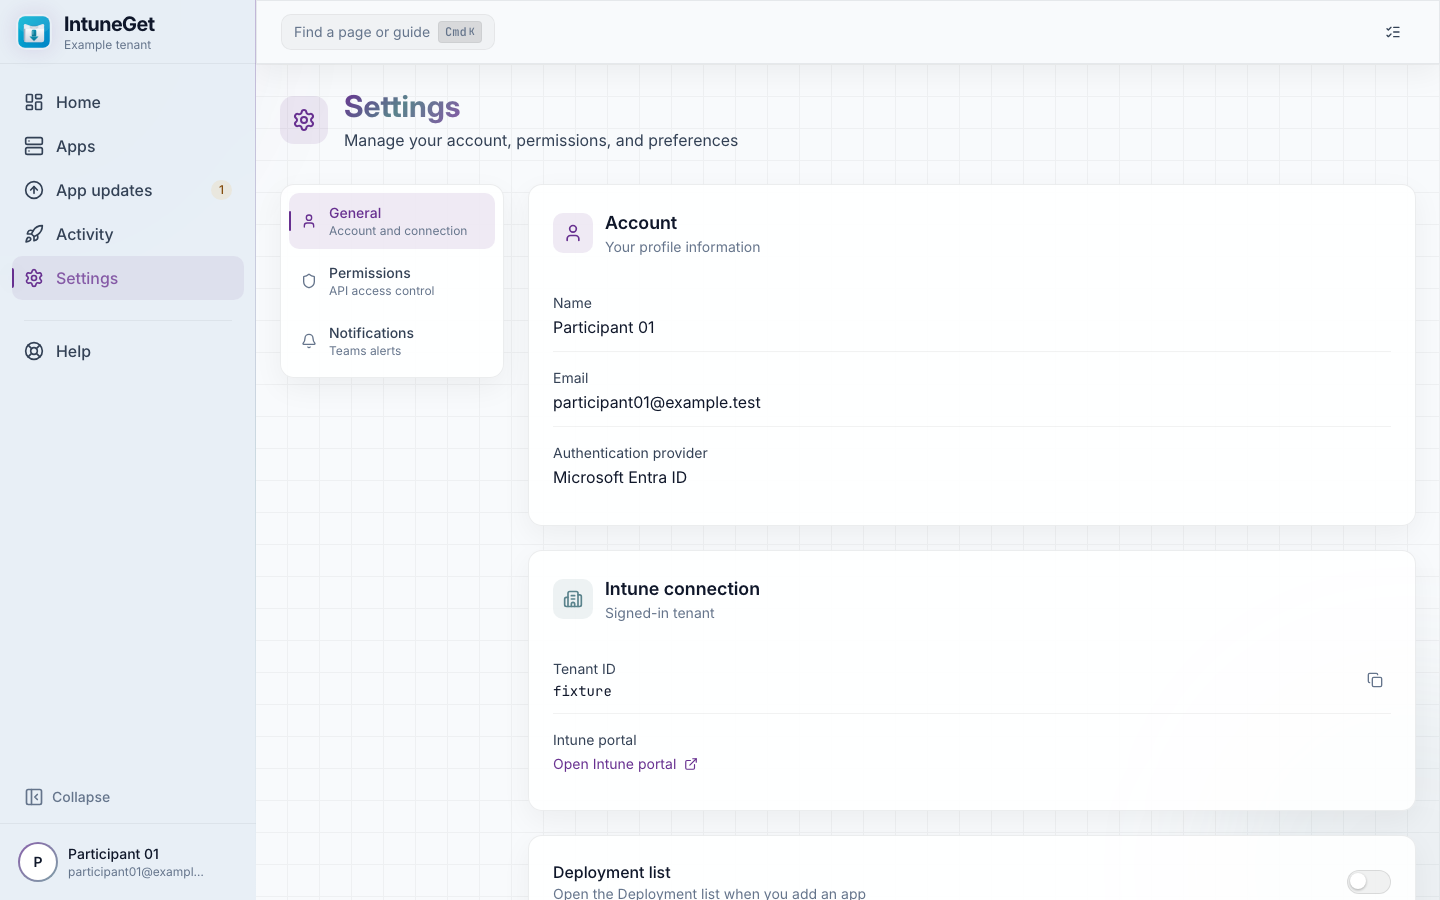 IntuneGet
Example tenant
Find a page or guide
Cmd K
Home
Apps
App updates
1
Activity
Settings
Help
Collapse
P
Participant 01
participant01@exampl...
Settings
Manage your account, permissions, and preferences
General
Account and connection
Permissions
API access control
Notifications
Teams alerts
Account
Your profile information
Name
Participant 01
Email
participant01@example.test
Authentication provider
Microsoft Entra ID
Intune connection
Signed-in tenant
Tenant ID
fixture
Intune portal
Open Intune portal
Deployment list
Open the Deployment list when you add an app